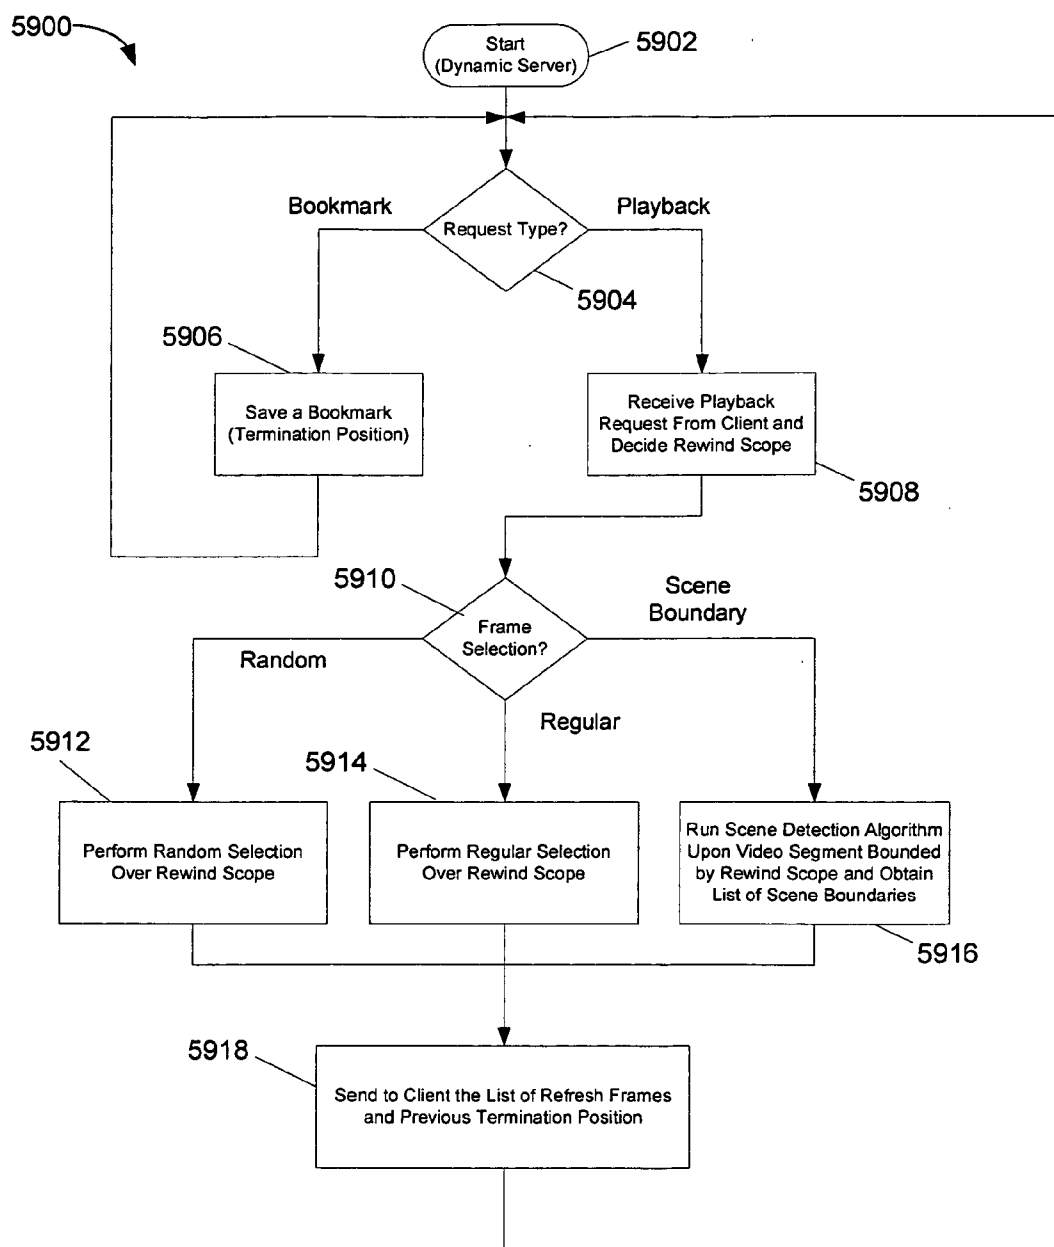 5900
Start
(Dynamic Server)
5902
Bookmark
Playback
Request Type?
5904
5906
Save a Bookmark
(Termination Position)
Receive Playback
Request From Client and
Decide Rewind Scope
5908
5910
Scene
Boundary
Frame
Selection?
Random
Regular
5912
5914
Perform Random Selection
Over Rewind Scope
Perform Regular Selection
Over Rewind Scope
Run Scene Detection Algorithm
Upon Video Segment Bounded
by Rewind Scope and Obtain
List of Scene Boundaries
5916
5918
Send to Client the List of Refresh Frames
and Previous Termination Position